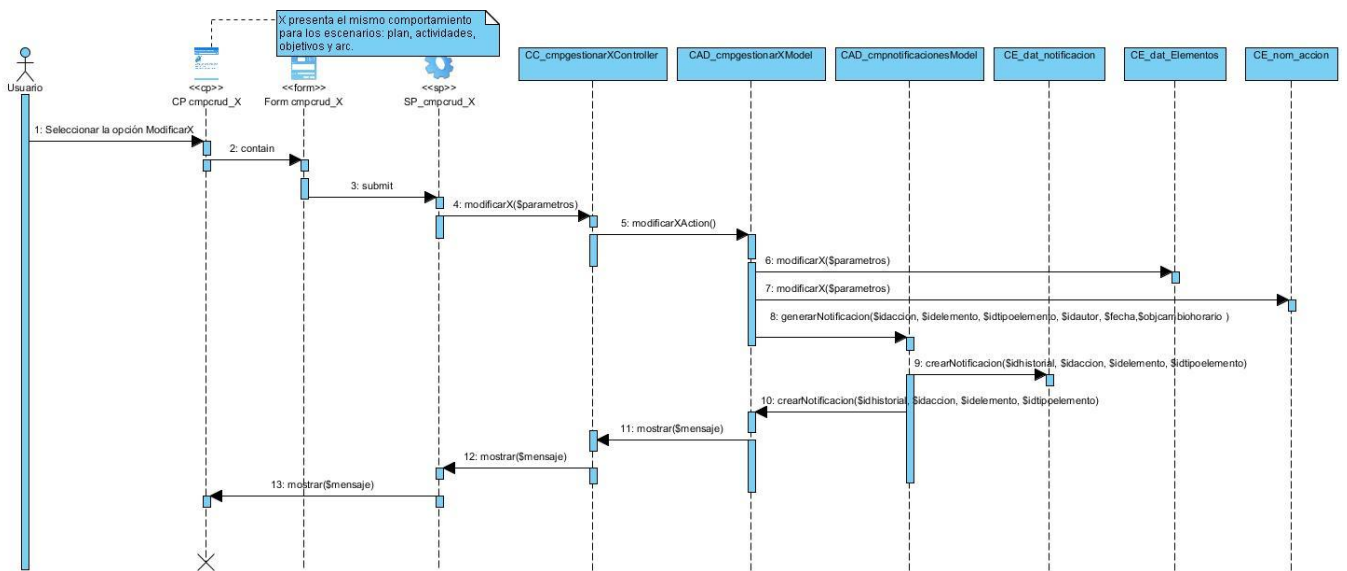 X presenta el mismo comportamiento
para los escenarios: plan, actividades,
objetivos y arc.
Usuario
<<cp>>
CP cmpcrud_X
<<form>>
Form cmpcrud_X
<<sp>>
SP_cmpcrud_X
CC_cmpgestionarXController
CAD_cmpgestionarXModel
CAD_cmpnotificacionesModel
CE_dat_notificacion
CE_dat_Elementos
CE_nom_accion
1: Seleccionar la opción ModificarX
2: contain
3: submit
4: modificarX($parametros)
5: modificarXAction()
6: modificarX($parametros)
7: modificarX($parametros)
8: generarNotificacion($idaccion, $idelemento, $idtipoelemento, $idautor, $fecha,$objcambiohorario )
9: crearNotificacion($idhistorial, $idaccion, $idelemento, $idtipoelemento)
10: crearNotificacion($idhistorial, $idaccion, $idelemento, $idtipoelemento)
11: mostrar($mensaje)
12: mostrar($mensaje)
13: mostrar($mensaje)